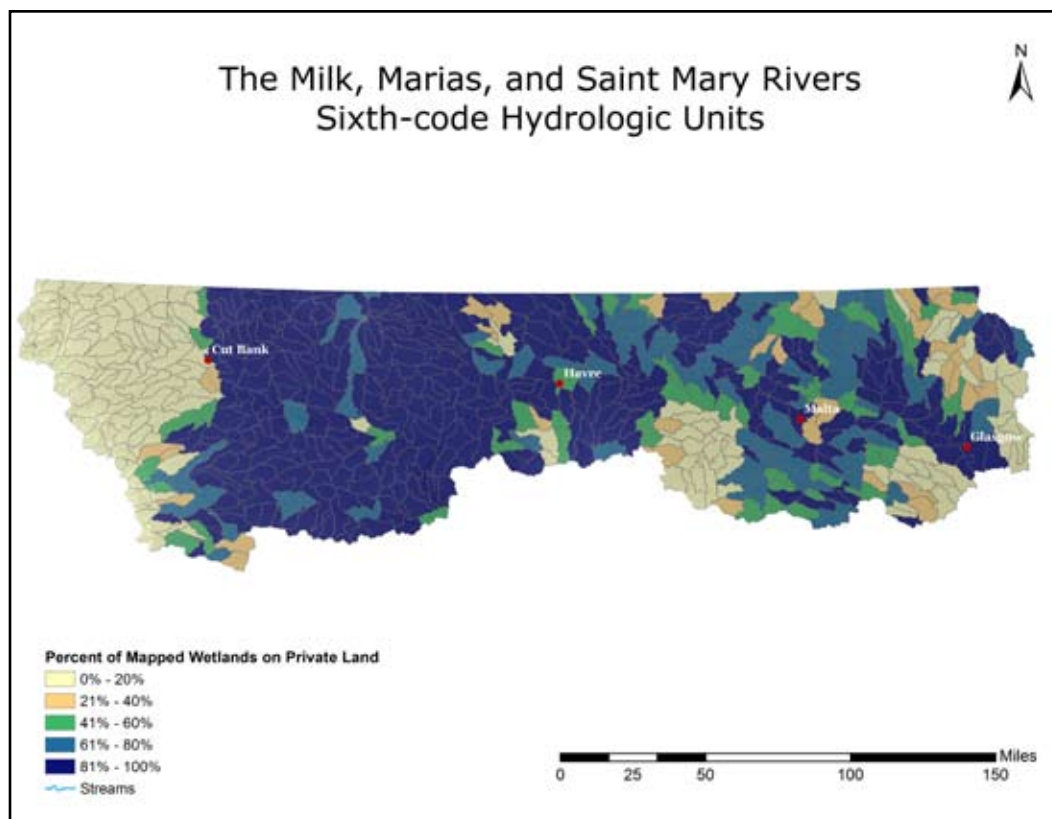 N
The Milk, Marias, and Saint Mary Rivers
Sixth-code Hydrologic Units
Cut Bank
Havre
Malta
Glasgow
Percent of Mapped Wetlands on Private Land
0% - 20%
21% - 40%
41% - 60%
61% - 80%
81% - 100%
Streams
Miles
0 25 50 100 150